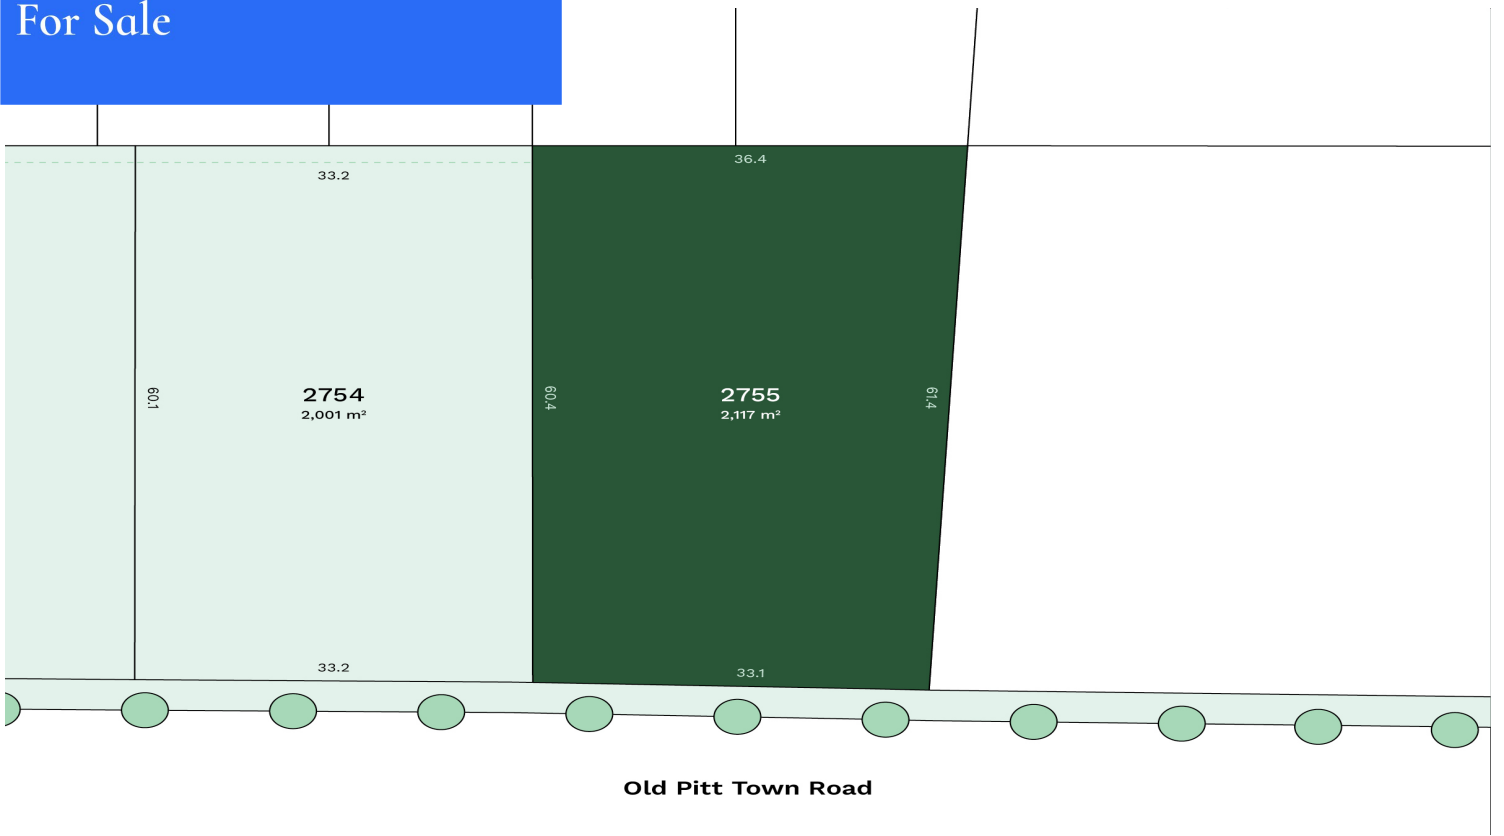 For Sale
36.4
33.2
2754
2,001 m²
60.1
60.4
2755
2,117 m²
61.4
33.2
33.1
Old Pitt Town Road